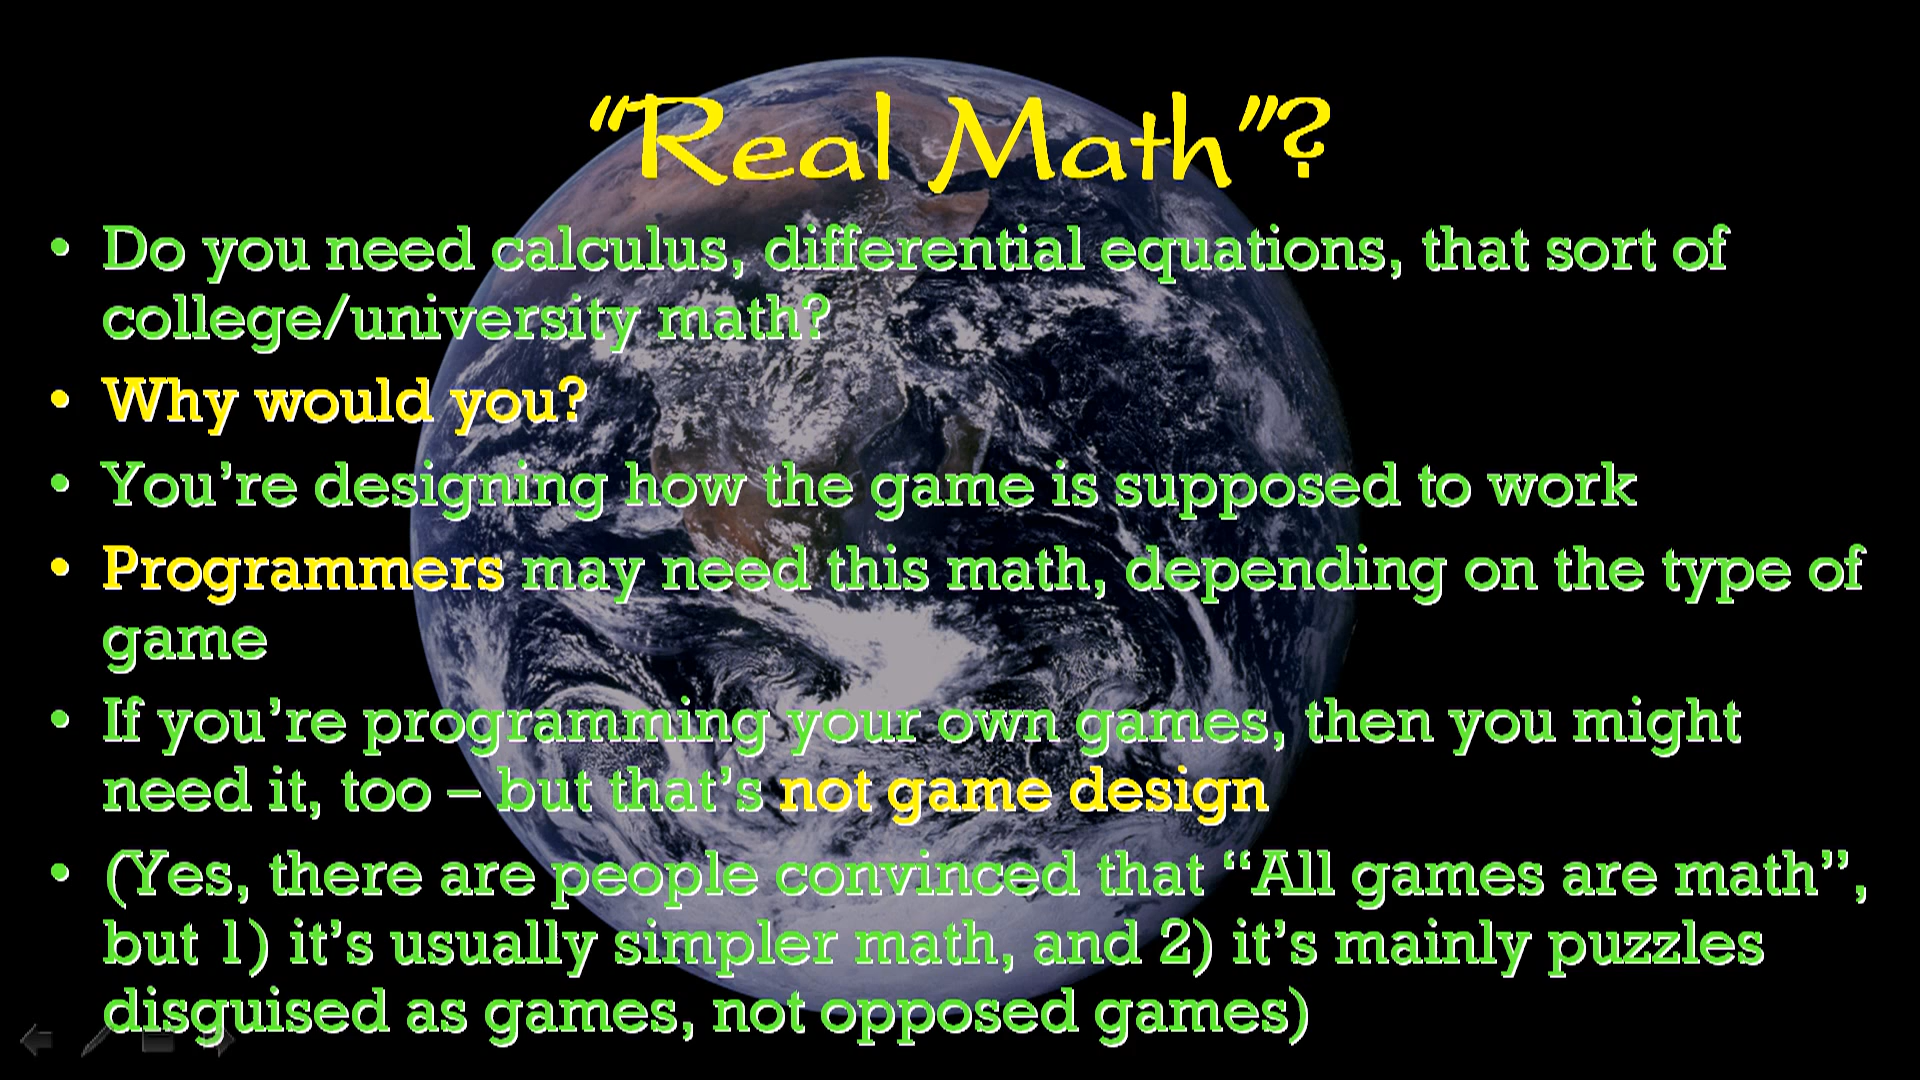 “Real Math”?
• Do you need calculus, differential equations, that sort of
college/university math?
• Why would you?
• You’re designing how the game is supposed to work
• Programmers may need this math, depending on the type of
game
• If you’re programming your own games, then you might
need it, too – but that’s not game design
• (Yes, there are people convinced that “All games are math”,
but 1) it’s usually simpler math, and 2) it’s mainly puzzles
disguised as games, not opposed games)